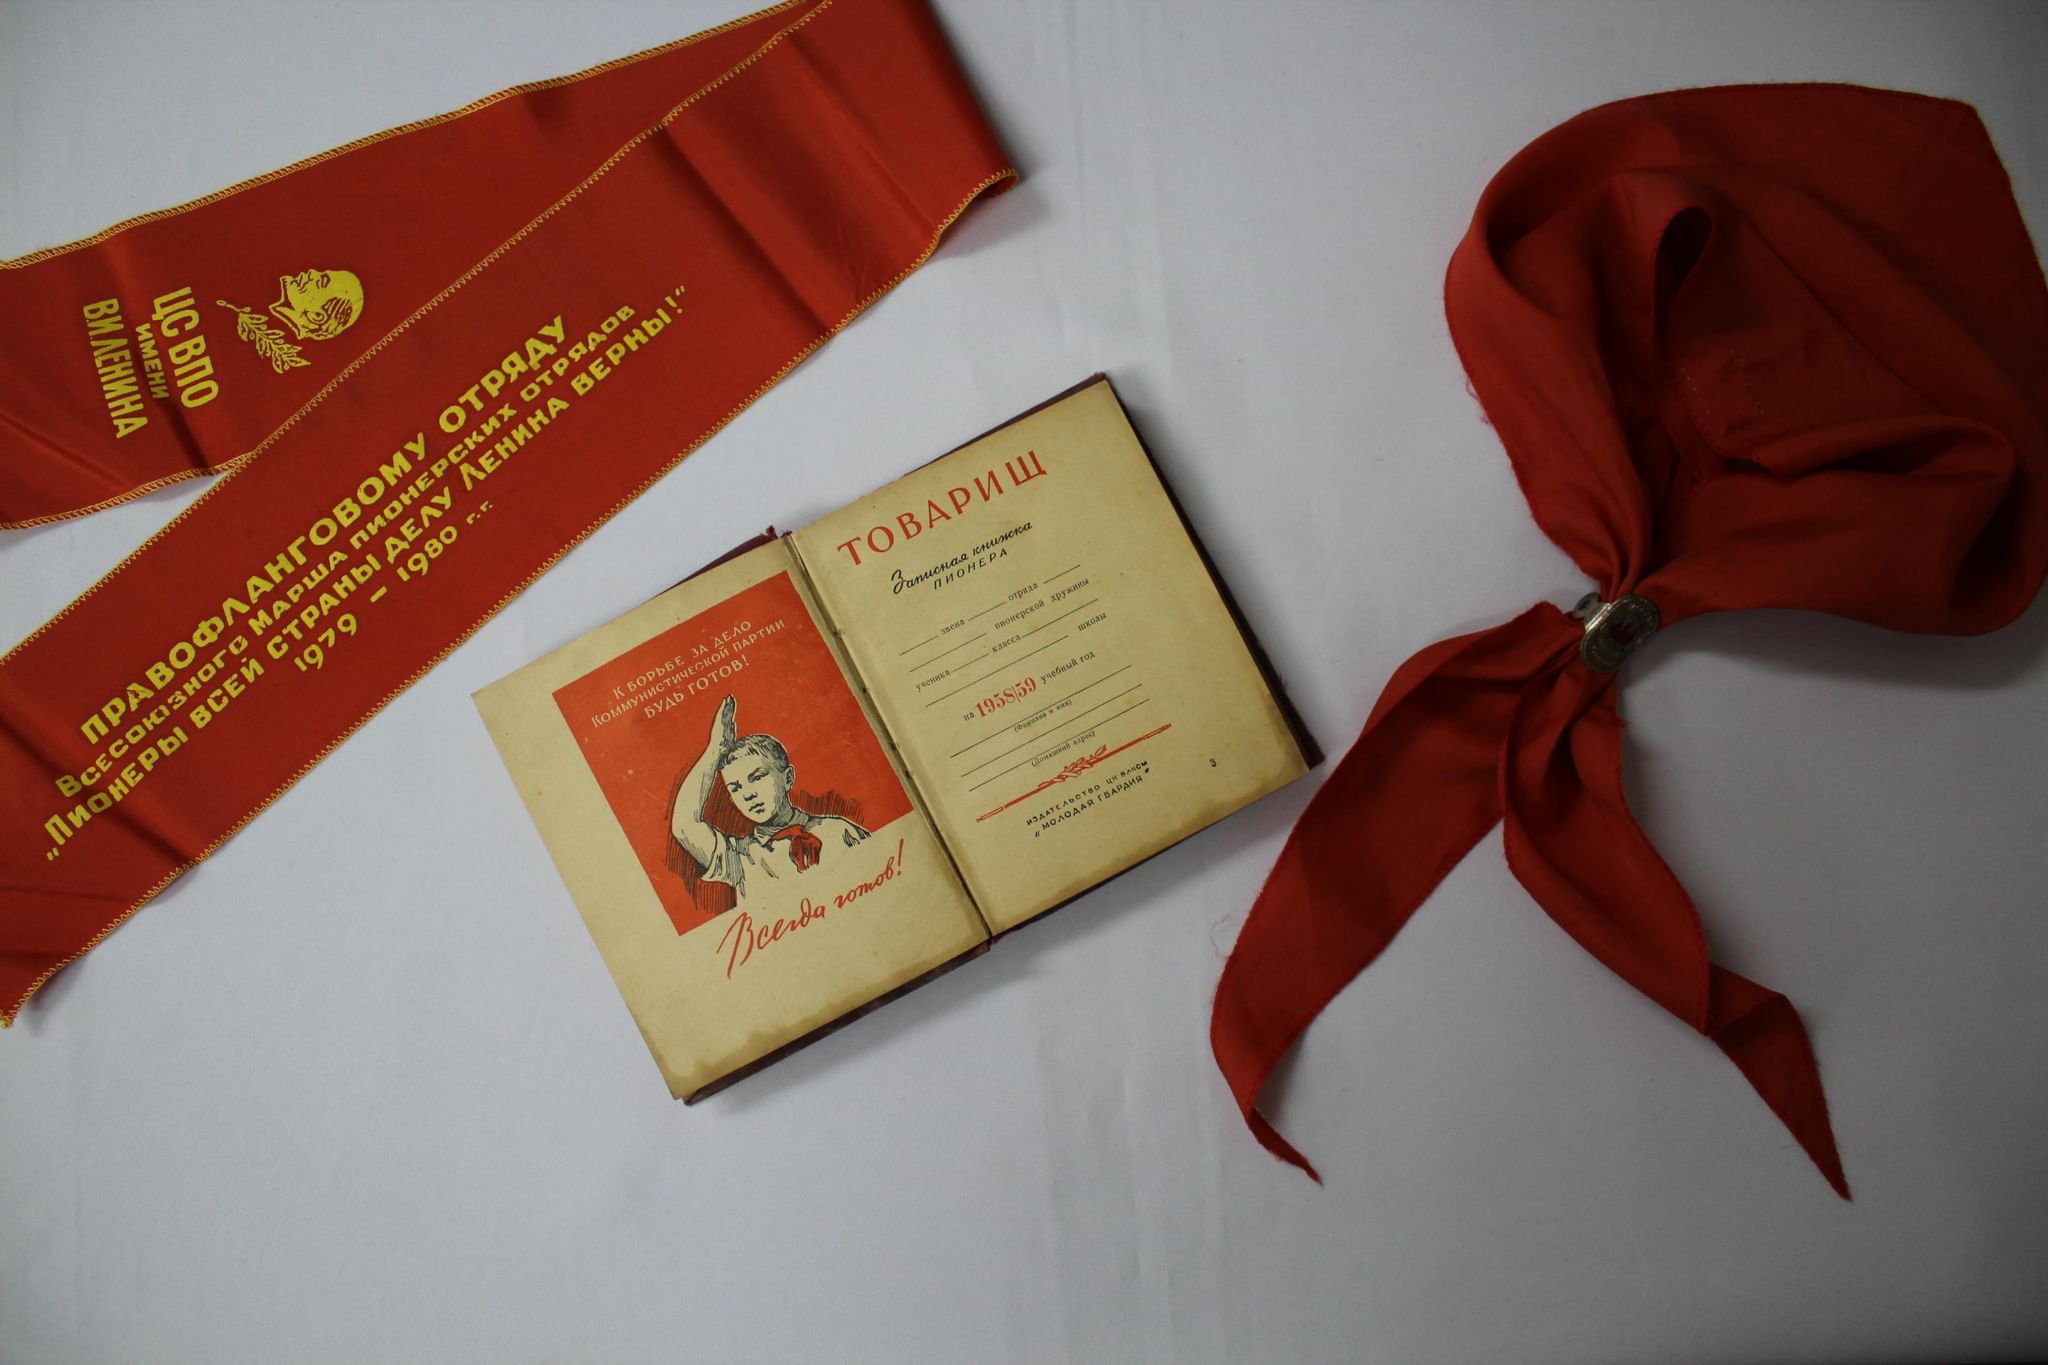 ЦС ВПО
ИМЕНИ
В.И.ЛЕНИНА
ПРАВОФЛАНГОВОМУ ОТРЯДУ
Всесоюзного марша пионерских отрядов
„Пионеры всей страны делу Ленина верны!“
1979 – 1980 г.г.
К БОРЬБЕ ЗА ДЕЛО
КОММУНИСТИЧЕСКОЙ ПАРТИИ
БУДЬ ГОТОВ!
Всегда готов!
ТОВАРИЩ
Записная книжка
ПИОНЕРА
звена отряда
пионерской дружины
ученика класса школы
на 1958/59 учебный год
(Фамилия и имя)
(Домашний адрес)
ИЗДАТЕЛЬСТВО ЦК ВЛКСМ
„МОЛОДАЯ ГВАРДИЯ“
3